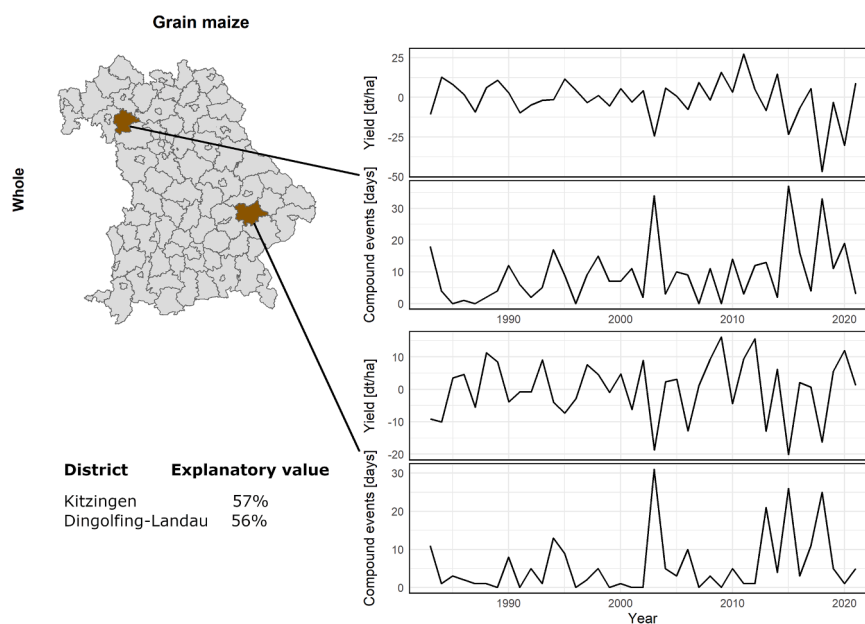 Grain maize
Whole
Yield [dt/ha]
25
0
-25
-50
Compound events [days]
30
20
10
0
1990
2000
2010
2020
Yield [dt/ha]
10
0
-10
-20
Compound events [days]
30
20
10
0
1990
2000
2010
2020
Year
District Explanatory value
Kitzingen 57%
Dingolfing-Landau 56%